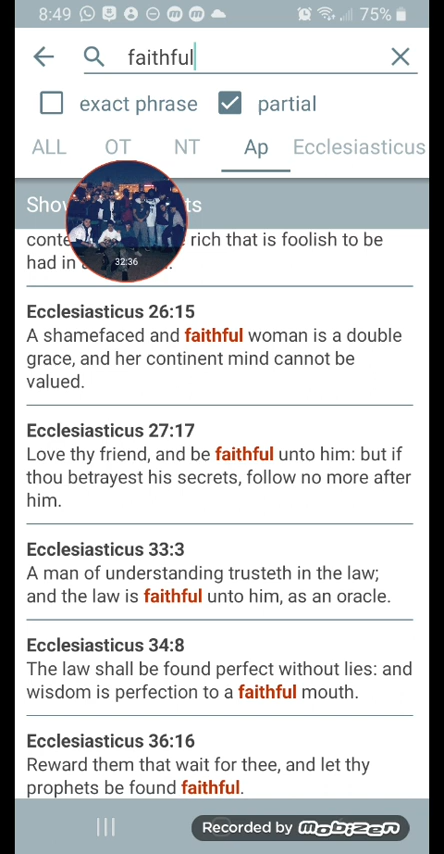 8:49 75%
faithful
exact phrase partial
ALL OT NT Ap Ecclesiasticus
rich that is foolish to be
had in
32:36
Ecclesiasticus 26:15
A shamefaced and faithful woman is a double
grace, and her continent mind cannot be
valued.
Ecclesiasticus 27:17
Love thy friend, and be faithful unto him: but if
thou betrayest his secrets, follow no more after
him.
Ecclesiasticus 33:3
A man of understanding trusteth in the law;
and the law is faithful unto him, as an oracle.
Ecclesiasticus 34:8
The law shall be found perfect without lies: and
wisdom is perfection to a faithful mouth.
Ecclesiasticus 36:16
Reward them that wait for thee, and let thy
prophets be found faithful.
Recorded by Mobizen